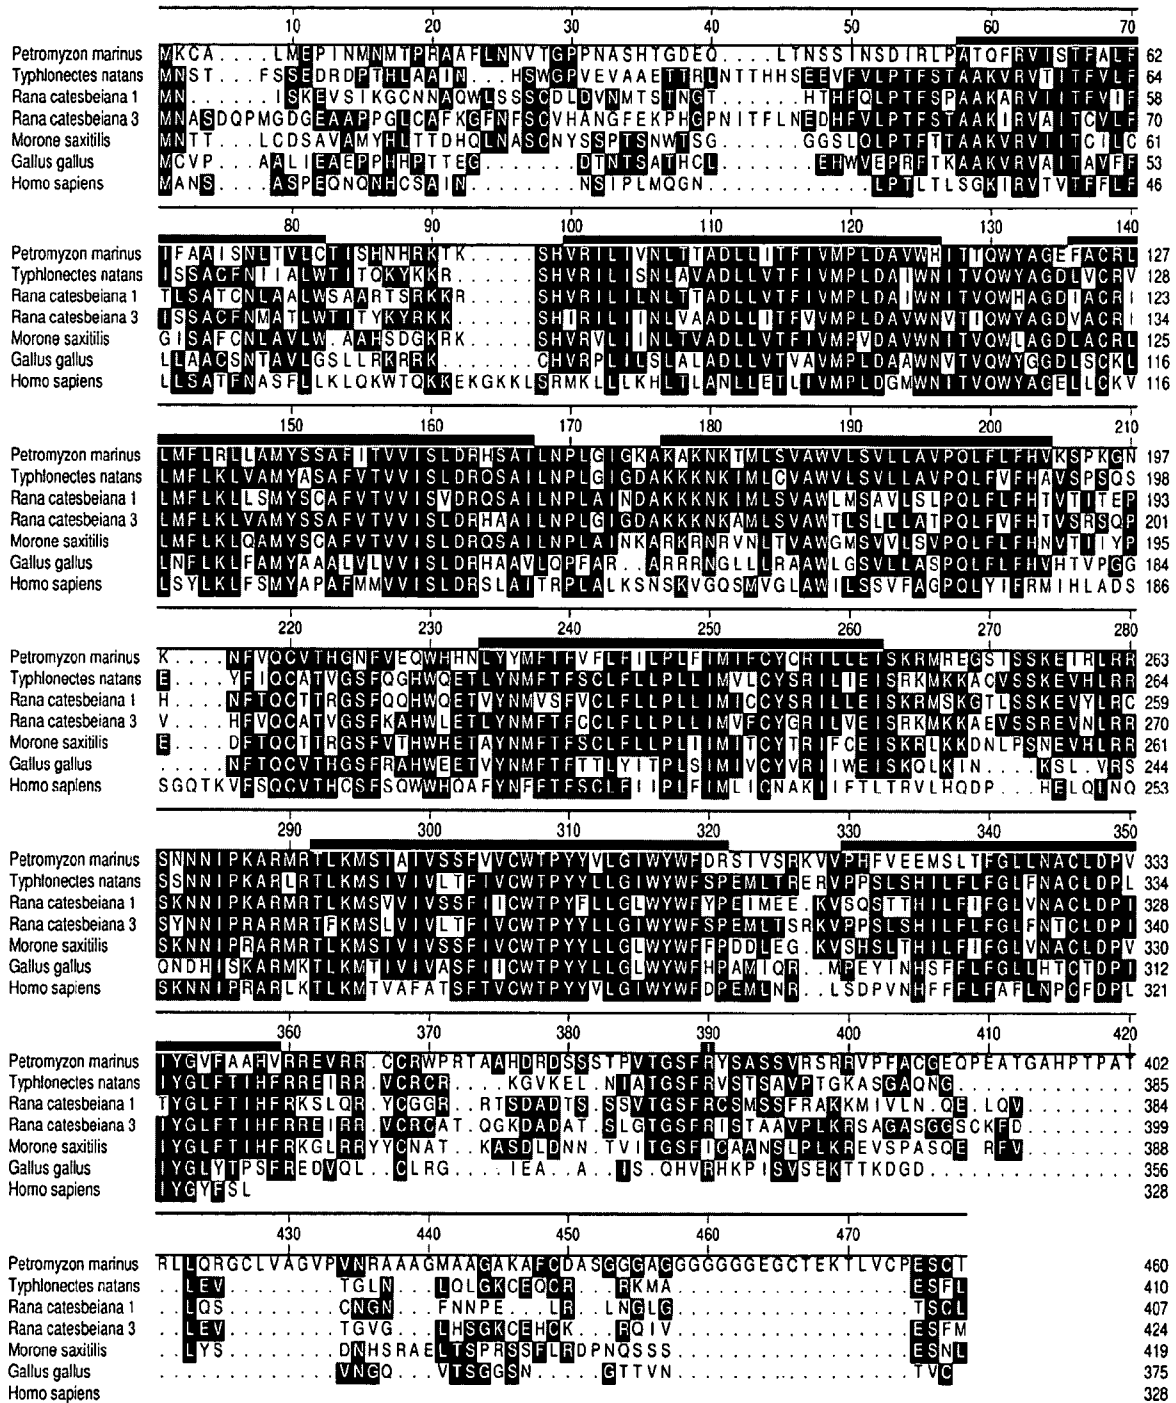 10 20 30 40 50 60 70
Petromyzon marinus MKCA....LMEPINMNMTPRAAFLNNVTGPPNASHTGDEQ...LTNSSINSDIRLPATQFRVISTFALF 62
Typhlonectes natans MNST....FSSEDRDPTHLAAIN...HSWGPVEVAAETTRLNTTHHSEEVFVLPTFSTAAKVRVTITFVLF 64
Rana catesbeiana 1 MN......ISKEVSIKGCNNAQWLSSSCDLDVNMTSTNGT......HTHFQLPTFSPAAKARVIITFVIF 58
Rana catesbeiana 3 MNASDQPMGDGEAAPPGLCAFKGFNFSCVHANGFEKPHGPNITFLNEDHFVLPTFSTAAKIRVAITCVLF 70
Morone saxitilis MNTT....LCDSAVAMYHLTTDHQLNASCNYSSPTSNWTSG.....GGSLQLPTFTTAAKVRVIITCILC 61
Gallus gallus MCVP...AALIEAEPPHHPTTEG.......DTNTSATHCL.......EHWVEPRFTKAAKVRVAITAVFF 53
Homo sapiens MANS....ASPEQNQNHCSAIN........NSIPLMQGN............LPTLTLSGKIRVTVTFFLF 46
80 90 100 110 120 130 140
Petromyzon marinus TFAAISNLTVLCTISHNHRKTK.....SHVRILIVNLTTADLLITFIVMPLDAVWHITTQWYAGEFACRL 127
Typhlonectes natans ISSACFNIIALWTITQKYKKR......SHVRILISNLAVADLLVTFIVMPLDAIWNITVQWYAGDLVCRV 128
Rana catesbeiana 1 TLSATCNLAALWSAARTSRKKR.....SHVRILILNLTTADLLVTFIVMPLDAIWNITVQWHAGDIACRI 123
Rana catesbeiana 3 ISSACFNMATLWTITYKYRKK......SHIRILINLVAADLLITFVVMPLDAVWNVTIQWYAGDVACRI 134
Morone saxitilis GISAFCNLAVLW.AAHSDGKRK.....SHVRVLIINLTVADLLVTFIVMPVDAVWNITVQWLAGDLACRL 125
Gallus gallus LLAACSNTAVLGSLLRKRRK.......CHVRPLILSLALADLLVTVAVMPLDAAWNVTVQWYGGDLSCKL 116
Homo sapiens LLSATFNASFLLKLQKWTQKKEKGKKLSRMKLLLKHLTLANLLETLIVMPLDGMWNITVQWYAGELLCKV 116
150 160 170 180 190 200 210
Petromyzon marinus LMFLRLLAMYSSAFITVVISLDRHSATLNPLGIGKAKAKNKTMLSVAWVLSVLLAVPQLFLFHVKSPKGN 197
Typhlonectes natans LMFLKLVAMYASAFVTVVISLDRQSAILNPLGIGDAKKKNKIMLCVAWVLSVLLAVPQLFVFHAVSPSQS 198
Rana catesbeiana 1 LMFLKLLSMYSCAFVTVVISVDRQSAILNPLAINDAKKKNKIMLSVAWLMSAVLSLPQLFLFHTVTITEP 193
Rana catesbeiana 3 LMFLKLVAMYSSAFVTVVISLDRHAAILNPLGIGDAKKKNKAMLSVAWTLSLLLATPQLFVFHTVSRSQP 201
Morone saxitilis LMFLKLQAMYSCAFVTVVISLDRQSAILNPLAINKARKRNRVNLTVAWGMSVVLSVPQLFLFHNVTIIYP 195
Gallus gallus LNFLKLFAMYAAALVLVVISLDRHAAVLQPFAR..ARRRNGLLLRAAWLGSVLLASPQLFLFHVHTVPGG 184
Homo sapiens LSYLKLFSMYAPAFMMVVISLDRSLAITRPLALKSNSKVGQSMVGLAWILSSVFAGPQLYIFRMIHLADS 186
220 230 240 250 260 270 280
Petromyzon marinus K....NFVQCVTHGNFVEQWHHNLYYMFTFVFLFILPLFIMIFCYCRILLEISKRMREGSISSKEIRLRR 263
Typhlonectes natans E....YFIQCATVGSFQGHWQETLYNMFTFSCLFLLPLLIMVLCYSRILIEISRKMKKACVSSKEVHLRR 264
Rana catesbeiana 1 H....NFTQCTTRGSFQQHWQETVYNMVSFVCLFLLPLLIMICCYSRILLEISKRMSKGTLSSKEVYLRC 259
Rana catesbeiana 3 V....HFVQCATVGSFKAHWLETLYNMFTFCCLFLLPLLIMVFCYGRILVEISRKMKKAEVSSREVNLRR 270
Morone saxitilis E....DFTQCTTRGSFVTHWHETAYNMFTFSCLFLLPLIIMITCYTRIFCEISKRLKKDNLPSNEVHLRR 261
Gallus gallus .....NFTQCVTHGSFRAHWEETVYNMFTFTTLYITPLSIMIVCYVRIIWEISKQLKIN....KSL.VRS 244
Homo sapiens SGQTKVFSQCVTHCSFSQWWHQAFYNFFTFSCLFIIPLFIMLICNAKIIFTLTRVLHQDP...HELQLNQ 253
290 300 310 320 330 340 350
Petromyzon marinus SNNNIPKARMRTLKMSIAIVSSFVVCWTPYYVLGIWYWFDRSIVSRKVVPHFVEEMSLTFGLLNACLDPV 333
Typhlonectes natans SSNNIPKARLRTLKMSIVIVLTFIVCWTPYYLLGIWYWFSPEMLTRERVPPSLSHILFLFGLFNACLDPL 334
Rana catesbeiana 1 SKNNIPKARMRTLKMSVVIVSSFIICWTPYFLLGLWYWFYPEIMEE.KVSQSTTHILFIFGLVNACLDPI 328
Rana catesbeiana 3 SYNNIPRARMRTFKMSLVIVLTFIVCWTPYYLLGIWYWFSPEMLTSRKVPPSLSHILFLFGLFNTCLDPI 340
Morone saxitilis SKNNIPRARMRTLKMSTVIVSSFIVCWTPYYLLGLWYWFFPDDLEG.KVSHSLTHILFIFGLVNACLDPV 330
Gallus gallus QNDHISKARMKTLKMTIVIVASFIICWTPYYLLGLWYWFHPAMIQR..MPEYINHSFFLFGLLHTCTDPI 312
Homo sapiens SKNNIPRARLKTLKMTVAFATSFTVCWTPYYVLGIWYWFDPEMLNR..LSDPVNHFFFLFAFLNPCFDPL 321
360 370 380 390 400 410 420
Petromyzon marinus IYGVFAAHVRREVRR.CCRWPRTAAHDRDSSSTPVTGSFRYSASSVRSRRVPFACGEQPEATGAHPTPAT 402
Typhlonectes natans IYGLFTIHFRREIRR.VCRCR....KGVKEL.NIATGSFRVSTSAVPTGKASGAQNG............. 385
Rana catesbeiana 1 TYGLFTIHFRKSLQR.YCGGR..RTSDADTS.SSVTGSFRCSMSSFRAKKMIVLN.QE.LQV........ 384
Rana catesbeiana 3 IYGLFTIHFRREIRR.VCRCAT.QGKDADAT.SLGTGSFRISTAAVPLKRSAGASGGSCKFD........ 399
Morone saxitilis IYGLFTIHFRKGLRRYYCNAT..KASDLDNN.TVITGSFICAANSLPLKREVSPASQE.RFV........ 388
Gallus gallus IYGLYTPSFREDVQL.CLRG....IEA..A..IS.QHVRHKPISVSEKTTKDGD................ 356
Homo sapiens IYGYFSL 328
430 440 450 460 470
Petromyzon marinus RLLQRGCLVAGVPVNRAAAGMAAGAKAFCDASGGGAGGGGGGGEGCTEKTLVCPESCT 460
Typhlonectes natans ..LEV........TGLN...LQLGKCEQCR...RKMA.................ESFL 410
Rana catesbeiana 1 ..LQS........CNGN...FNNPE...LR..LNGLG.................TSCL 407
Rana catesbeiana 3 ..LEV........TGVG...LHSGKCEHCK...RQIV.................ESFM 424
Morone saxitilis ..LYS........DNHSRAELTSPRSSFLRDPNQSSS.................ESNL 419
Gallus gallus .............VNGQ...VTSGGSN.....GTTVN.................TVC 375
Homo sapiens 328